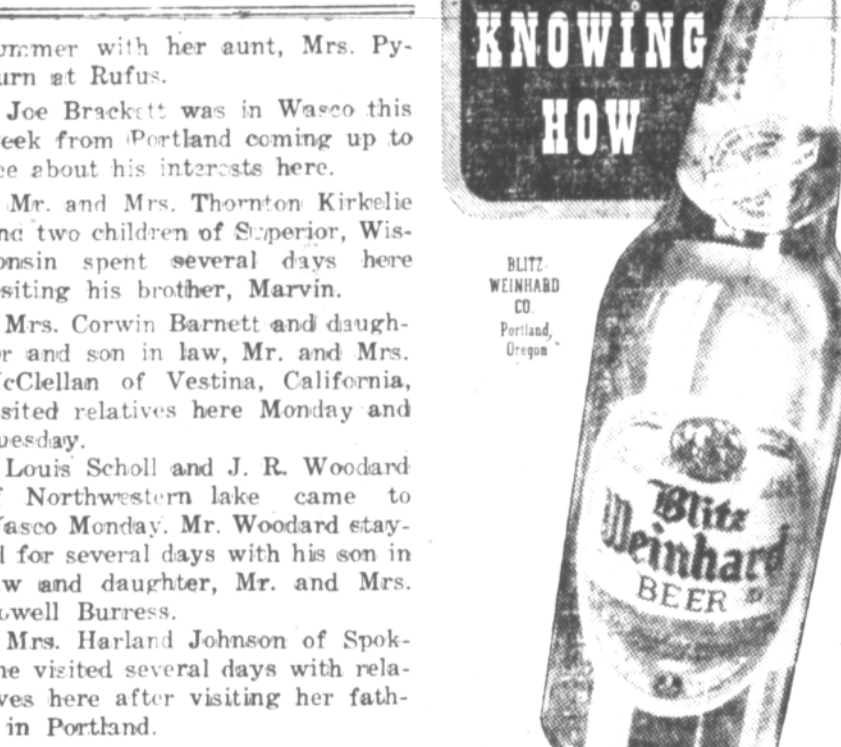 ummer with her aunt, Mrs. Py-
urn at Rufus.
Joe Brackett was in Wasco this
eek from Portland coming up to
ee about his interests here.
Mr. and Mrs. Thornton Kirkelie
nd two children of Superior, Wis-
onsin spent several days here
siting his brother, Marvin.
Mrs. Corwin Barnett and daugh-
r and son in law, Mr. and Mrs.
cClellan of Vestina, California,
sited relatives here Monday and
uesday.
Louis Scholl and J. R. Woodard
f Northwestern lake came to
asco Monday. Mr. Woodard stay-
d for several days with his son in
aw and daughter, Mr. and Mrs.
owell Burress.
Mrs. Harland Johnson of Spok-
ne visited several days with rela-
ves here after visiting her fath-
in Portland.
KNOWING
HOW
BLITZ-
WEINHARD
CO.
Portland,
Oregon
Blitz
Weinhard
BEER